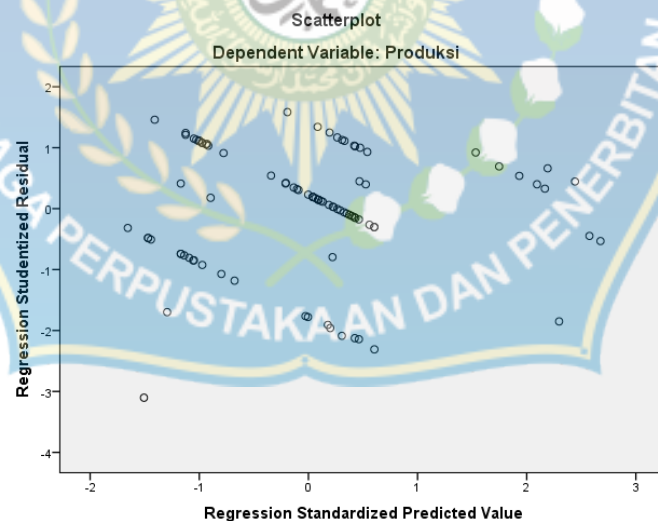 Scatterplot
Dependent Variable: Produksi
Regression Studentized Residual
2
1
0
-1
-2
-3
-4
-2
-1
0
1
2
3
Regression Standardized Predicted Value
PERPUSTAKAAN DAN PENERBITAN